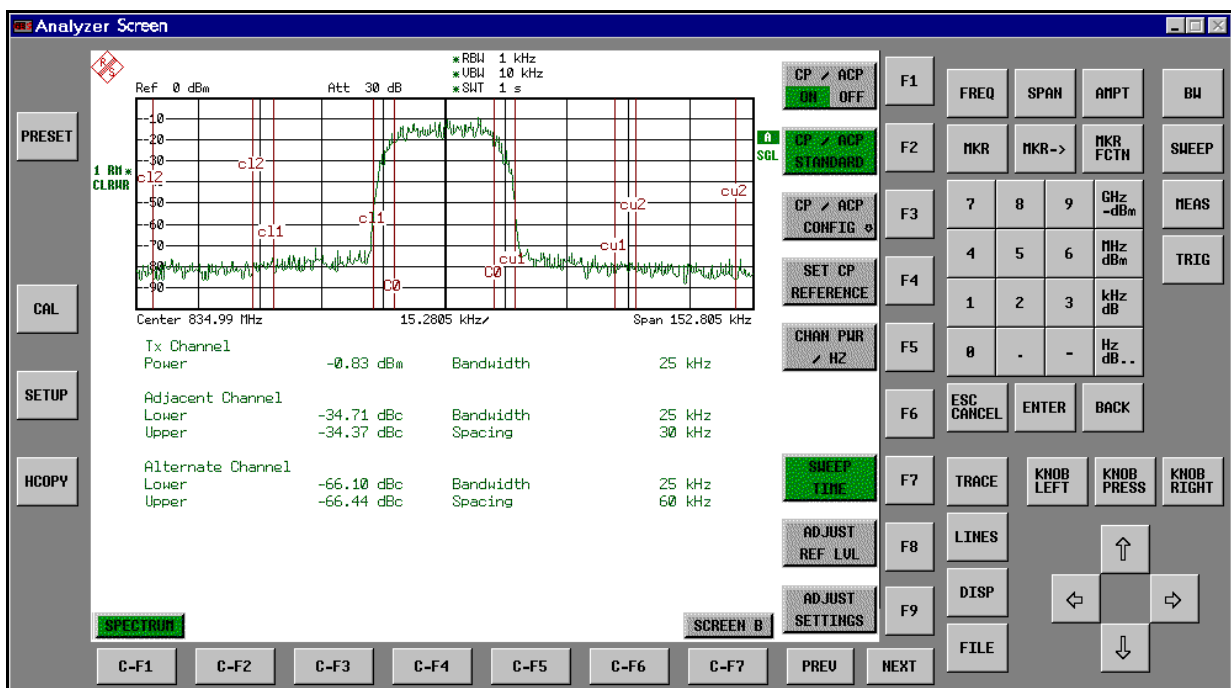 Analyzer Screen
R S
*RBW 1 kHz
*VBW 10 kHz
Ref 0 dBm Att 30 dB *SWT 1 s
-10
-20
-30
-50
-60
-70
-80
-90
1 RM*
CLRWR
A
SGL
cl2
cl2
cl1
cl1
C0
C0
cu1
cu1
cu2
cu2
Center 834.99 MHz 15.2805 kHz/ Span 152.805 kHz
Tx Channel
Power -0.83 dBm Bandwidth 25 kHz
Adjacent Channel
Lower -34.71 dBc Bandwidth 25 kHz
Upper -34.37 dBc Spacing 30 kHz
Alternate Channel
Lower -66.10 dBc Bandwidth 25 kHz
Upper -66.44 dBc Spacing 60 kHz
SPECTRUM
SCREEN B
PRESET
CAL
SETUP
HCOPY
CP / ACP
ON OFF
CP / ACP
STANDARD
CP / ACP
CONFIG
SET CP
REFERENCE
CHAN PWR
/ HZ
SWEEP
TIME
ADJUST
REF LVL
ADJUST
SETTINGS
F1
F2
F3
F4
F5
F6
F7
F8
F9
FREQ SPAN AMPT BW
MKR MKR-> MKR FCTN SWEEP
7 8 9 GHz -dBm MEAS
4 5 6 MHz dBm TRIG
1 2 3 kHz dB
0 . - Hz dB..
ESC CANCEL ENTER BACK
TRACE KNOB LEFT KNOB PRESS KNOB RIGHT
LINES
DISP
FILE
C-F1 C-F2 C-F3 C-F4 C-F5 C-F6 C-F7 PREV NEXT